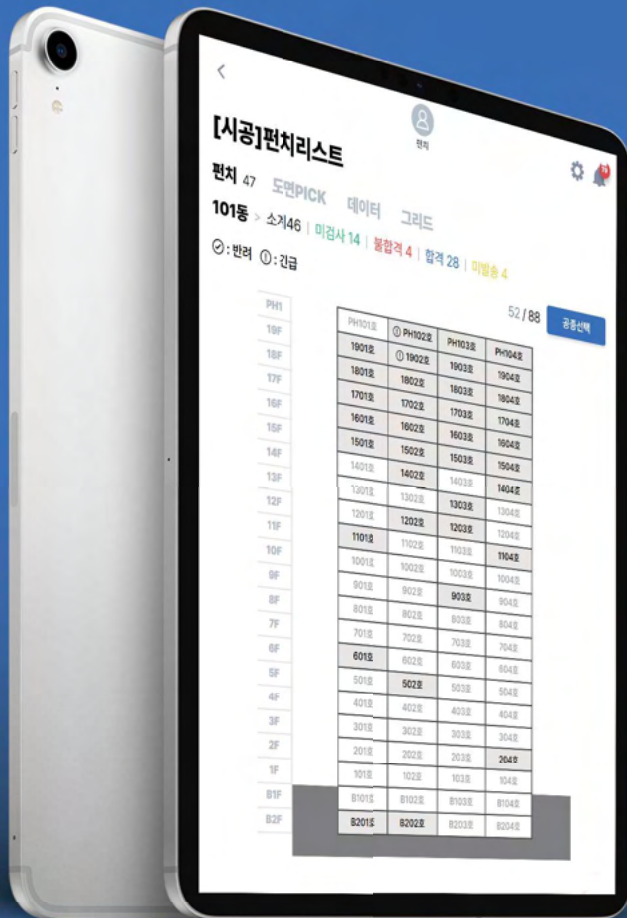 펀치
[시공]펀치리스트
펀치 47 도면PICK 데이터 그리드
101동 > 소계46 | 미검사 14 | 불합격 4 | 합격 28 | 미발송 4
: 반려 : 긴급
52 / 88 공종선택
PH1 PH101호 PH102호 PH103호 PH104호
19F 1901호 1902호 1903호 1904호
18F 1801호 1802호 1803호 1804호
17F 1701호 1702호 1703호 1704호
16F 1601호 1602호 1603호 1604호
15F 1501호 1502호 1503호 1504호
14F 1401호 1402호 1403호 1404호
13F 1301호 1302호 1303호 1304호
12F 1201호 1202호 1203호 1204호
11F 1101호 1102호 1103호 1104호
10F 1001호 1002호 1003호 1004호
9F 901호 902호 903호 904호
8F 801호 802호 803호 804호
7F 701호 702호 703호 704호
6F 601호 602호 603호 604호
5F 501호 502호 503호 504호
4F 401호 402호 403호 404호
3F 301호 302호 303호 304호
2F 201호 202호 203호 204호
1F 101호 102호 103호 104호
B1F B101호 B102호 B103호 B104호
B2F B201호 B202호 B203호 B204호